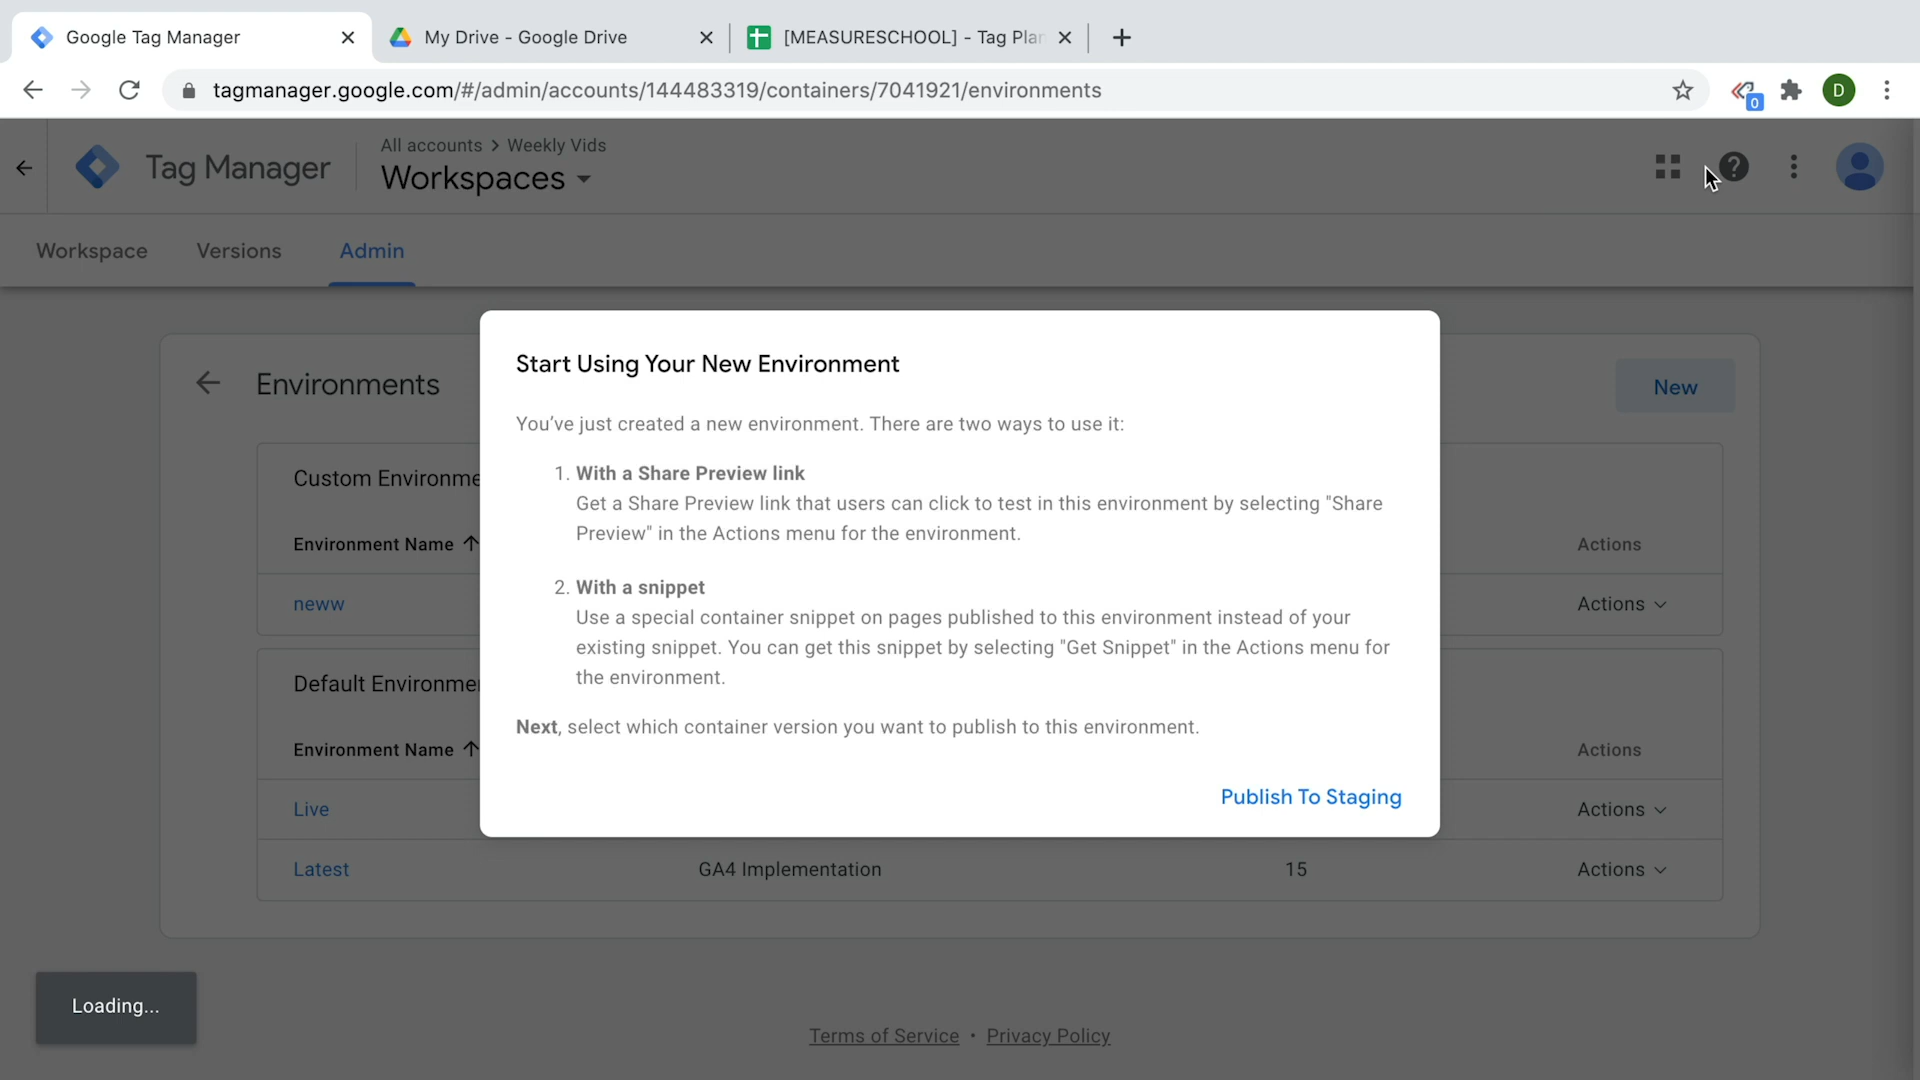 Google Tag Manager
My Drive - Google Drive
[MEASURESCHOOL] - Tag Plan
tagmanager.google.com/#/admin/accounts/144483319/containers/7041921/environments
0
D
Tag Manager
All accounts > Weekly Vids
Workspaces
?
Workspace
Versions
Admin
Environments
New
Custom Environme
Environment Name
Actions
neww
Actions
Default Environme
Environment Name
Actions
Live
Actions
Latest
GA4 Implementation
15
Actions
Start Using Your New Environment
You've just created a new environment. There are two ways to use it:
1. With a Share Preview link
Get a Share Preview link that users can click to test in this environment by selecting "Share
Preview" in the Actions menu for the environment.
2. With a snippet
Use a special container snippet on pages published to this environment instead of your
existing snippet. You can get this snippet by selecting "Get Snippet" in the Actions menu for
the environment.
Next, select which container version you want to publish to this environment.
Publish To Staging
Loading...
Terms of Service • Privacy Policy